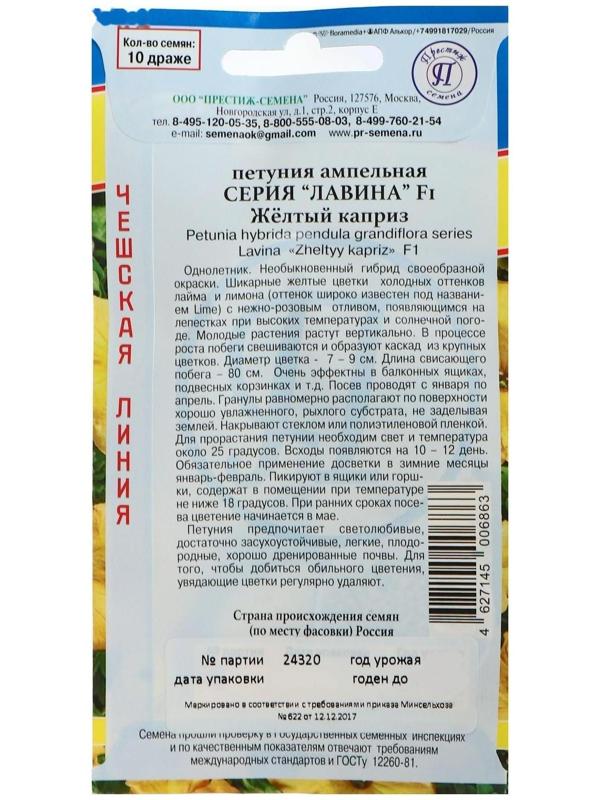 floramedia+АПФ Алькор/+74991817029/Россия
Кол-во семян:
10 драже
Престиж
П
семена
ООО "ПРЕСТИЖ-СЕМЕНА" Россия, 127576, Москва,
Новгородская ул, д.1, стр. 2, корпус Е
тел. 8-495-120-05-35, 8-800-555-08-03, 8-499-760-21-54
e-mail: semenaok@gmail.com www.pr-semena.ru
ЧЕШСКАЯ ЛИНИЯ
петуния ампельная
СЕРИЯ "ЛАВИНА" F1
Жёлтый каприз
Petunia hybrida pendula grandiflora series
Lavina «Zheltyy kapriz» F1
Однолетник. Необыкновенный гибрид своеобразной
окраски. Шикарные желтые цветки холодных оттенков
лайма и лимона (оттенок широко известен под названи-
ем Lime) с нежно-розовым отливом, появляющимся на
лепестках при высоких температурах и солнечной пого-
де. Молодые растения растут вертикально. В процессе
роста побеги свешиваются и образуют каскад из крупных
цветков. Диаметр цветка - 7 – 9 см. Длина свисающего
побега – 80 см. Очень эффектны в балконных ящиках,
подвесных корзинках и т.д. Посев проводят с января по
апрель. Гранулы равномерно располагают по поверхности
хорошо увлажненного, рыхлого субстрата, не заделывая
землей. Накрывают стеклом или полиэтиленовой пленкой.
Для прорастания петунии необходим свет и температура
около 25 градусов. Всходы появляются на 10 – 12 день.
Обязательное применение досветки в зимние месяцы
январь-февраль. Пикируют в ящики или горш-
ки, содержат в помещении при температуре
не ниже 18 градусов. При ранних сроках посе-
ва цветение начинается в мае.
Петуния предпочитает светолюбивые,
достаточно засухоустойчивые, легкие, плодо-
родные, хорошо дренированные почвы. Для
того, чтобы добиться обильного цветения,
увядающие цветки регулярно удаляют.
4 627145 006863
Страна происхождения семян
(по месту фасовки) Россия
№ партии 24320 год урожая
дата упаковки годен до
Маркировано в соответствии с требованиями приказа Минсельхоза
№ 622 от 12.12.2017
Семена прошли проверку в Государственных семенных инспекциях
и по качественным показателям отвечают требованиям
международных стандартов и ГОСТу 12260-81.